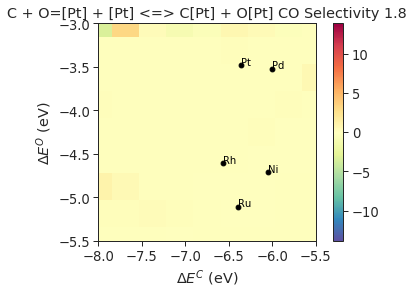 C + O=[Pt] + [Pt] <=> C[Pt] + O[Pt] CO Selectivity 1.8
−3.0
−3.5
−4.0
−4.5
−5.0
−5.5
ΔE^O (eV)
Pt
Pd
Rh
Ni
Ru
−8.0 −7.5 −7.0 −6.5 −6.0 −5.5
ΔE^C (eV)
10
5
0
−5
−10